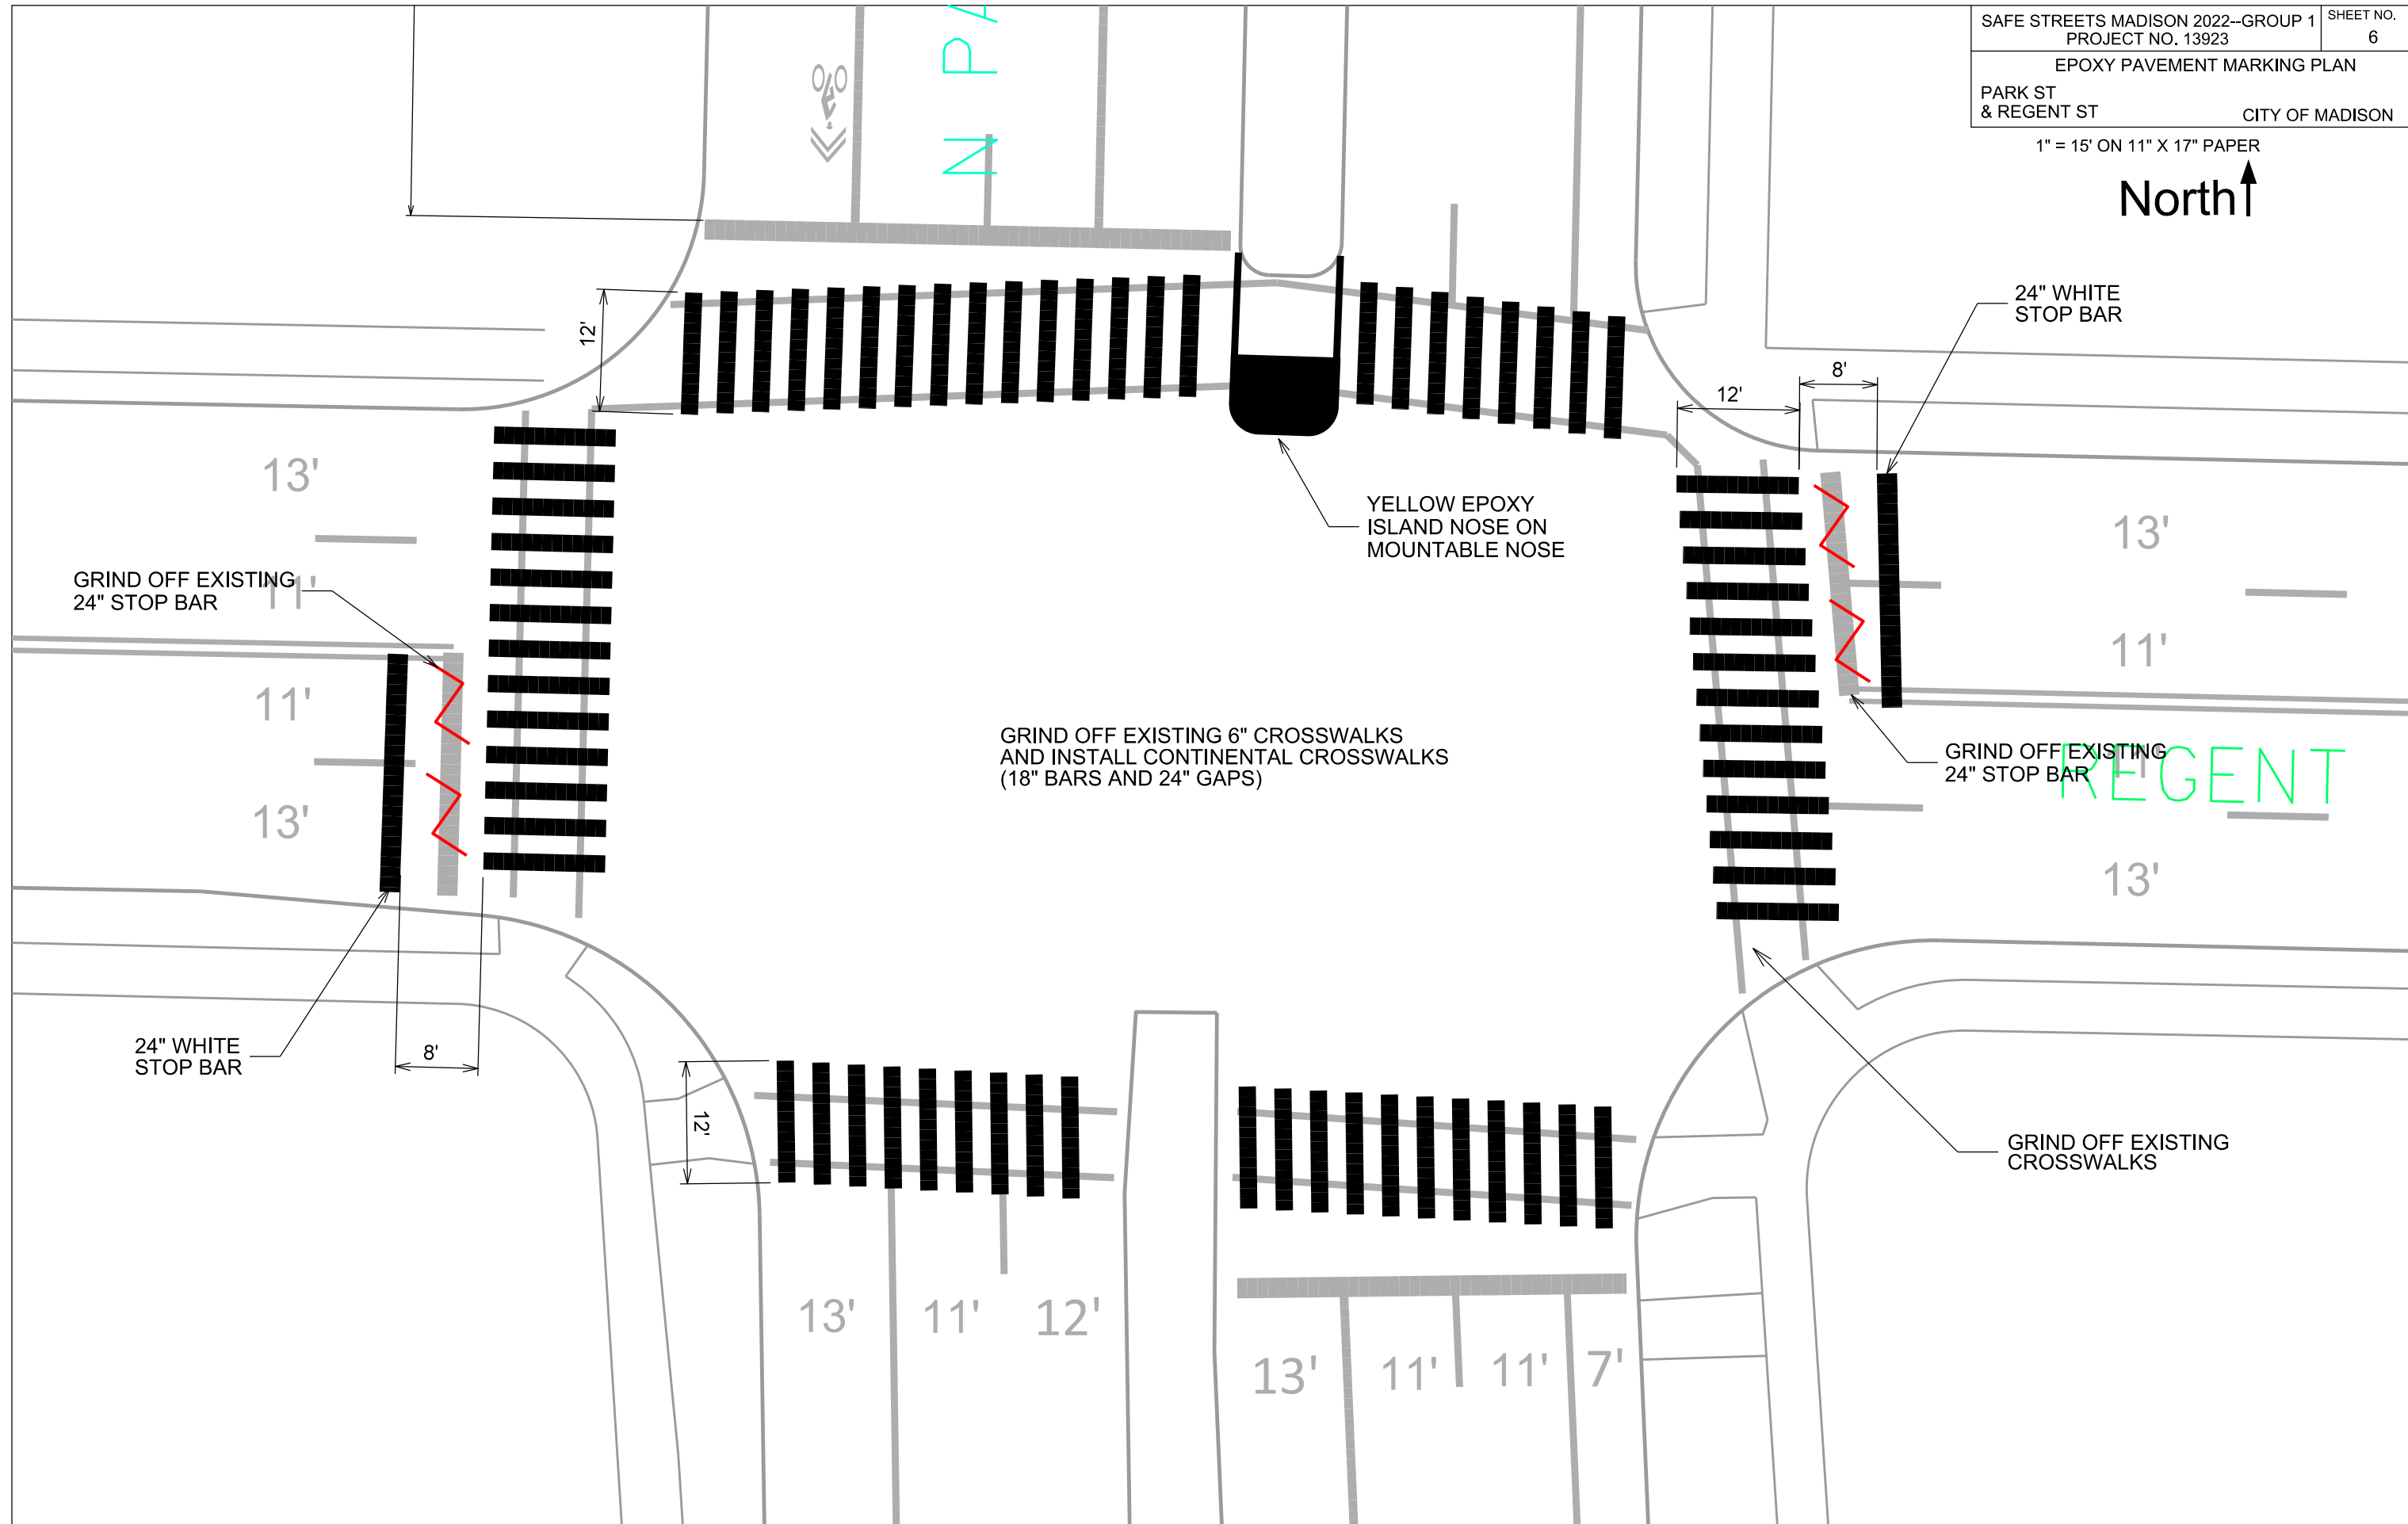 SAFE STREETS MADISON 2022--GROUP 1
PROJECT NO. 13923
SHEET NO.
6
EPOXY PAVEMENT MARKING PLAN
PARK ST
& REGENT ST
CITY OF MADISON
1" = 15' ON 11" X 17" PAPER
North
N PA
24" WHITE
STOP BAR
12'
8'
12'
13'
YELLOW EPOXY
ISLAND NOSE ON
MOUNTABLE NOSE
13'
GRIND OFF EXISTING
24" STOP BAR
11'
11'
11'
GRIND OFF EXISTING 6" CROSSWALKS
AND INSTALL CONTINENTAL CROSSWALKS
(18" BARS AND 24" GAPS)
GRIND OFF EXISTING
24" STOP BAR
11'
REGENT
13'
13'
24" WHITE
STOP BAR
8'
12'
GRIND OFF EXISTING
CROSSWALKS
13' 11' 12'
13' 11' 11' 7'